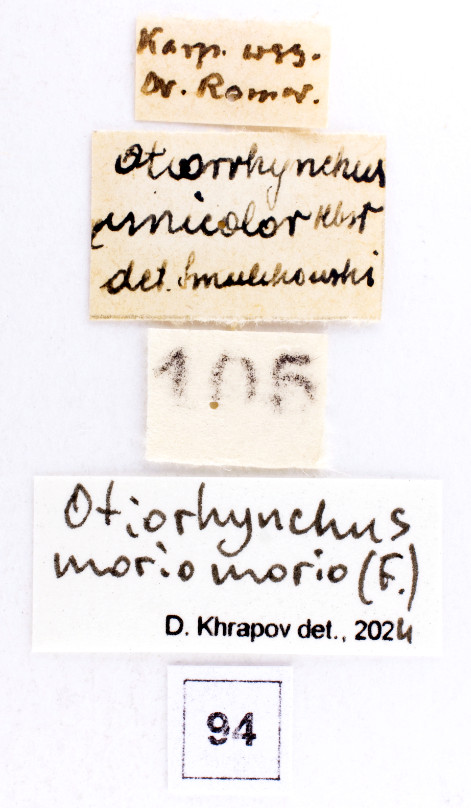 Karp. wsg.
Dr. Romer.
Otiorrhynchus
unicolor Hbst
det. Smulikowski
105
Otiorhynchus
morio morio (F.)
D. Khrapov det., 2024
94